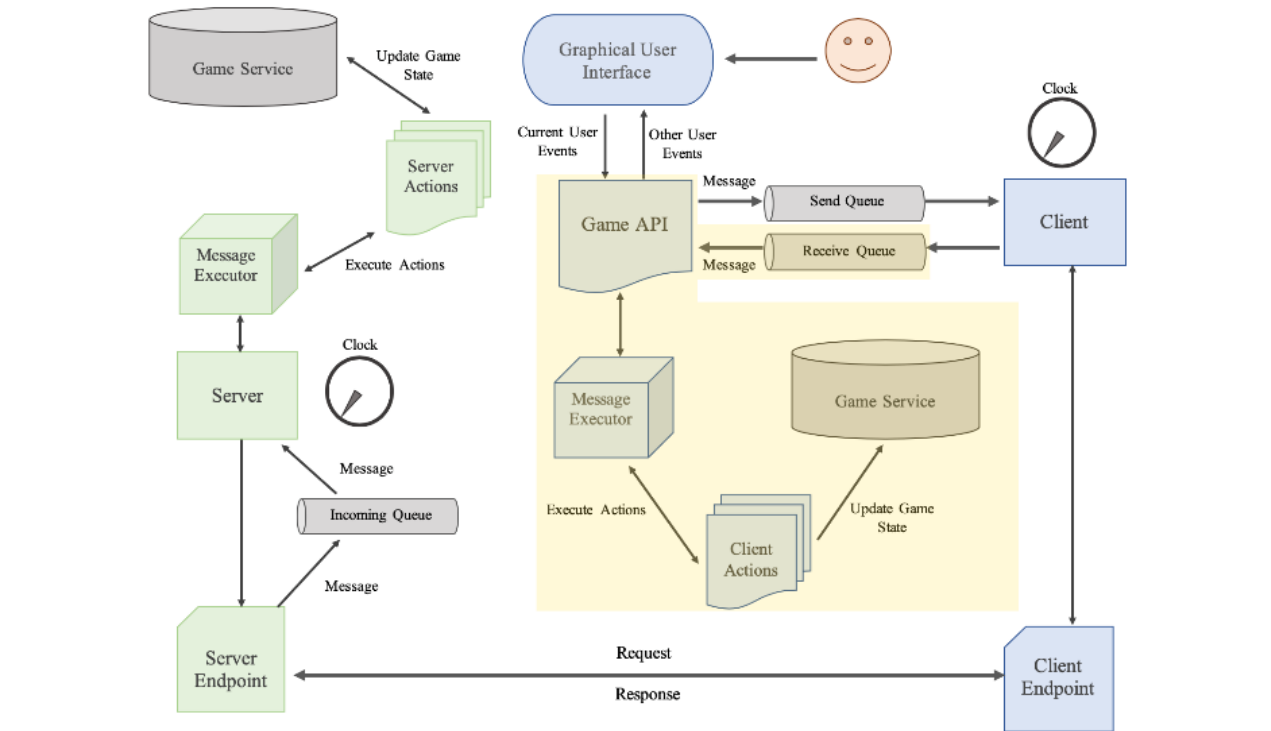 Game Service
Update Game
State
Server
Actions
Message
Executor
Execute Actions
Clock
Server
Message
Incoming Queue
Message
Server
Endpoint
Graphical User
Interface
Current User
Events
Other User
Events
Game API
Message
Send Queue
Message
Receive Queue
Clock
Client
Message
Executor
Game Service
Execute Actions
Client
Actions
Update Game
State
Request
Response
Client
Endpoint